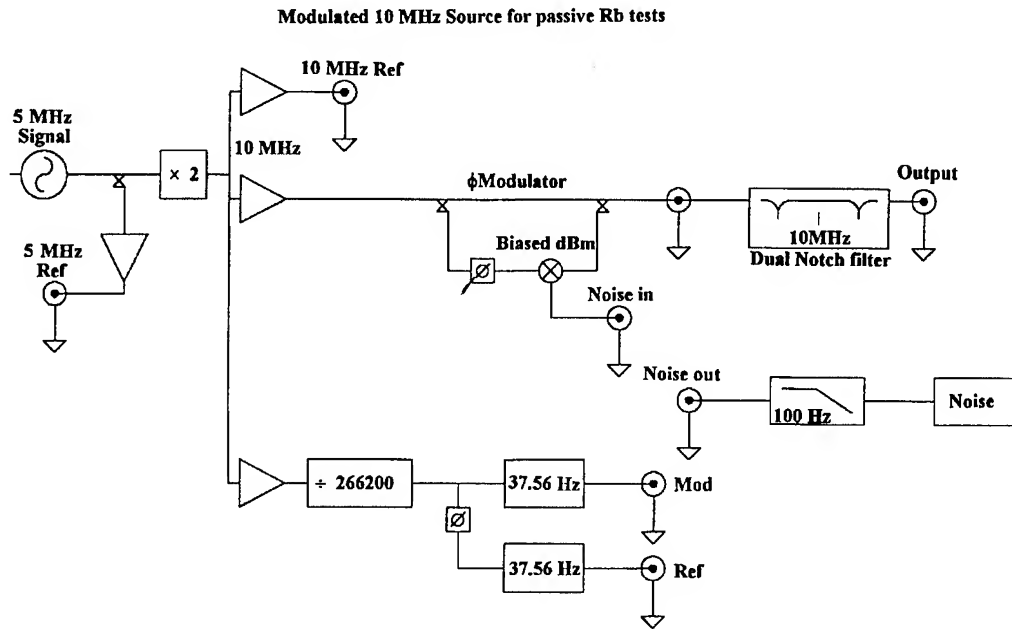 Modulated 10 MHz Source for passive Rb tests
10 MHz Ref
5 MHz
Signal
10 MHz
× 2
ϕModulator
Output
5 MHz
Ref
Biased dBm
10MHz
Dual Notch filter
Noise in
Noise out
100 Hz
Noise
÷ 266200
37.56 Hz
Mod
Ø
37.56 Hz
Ref